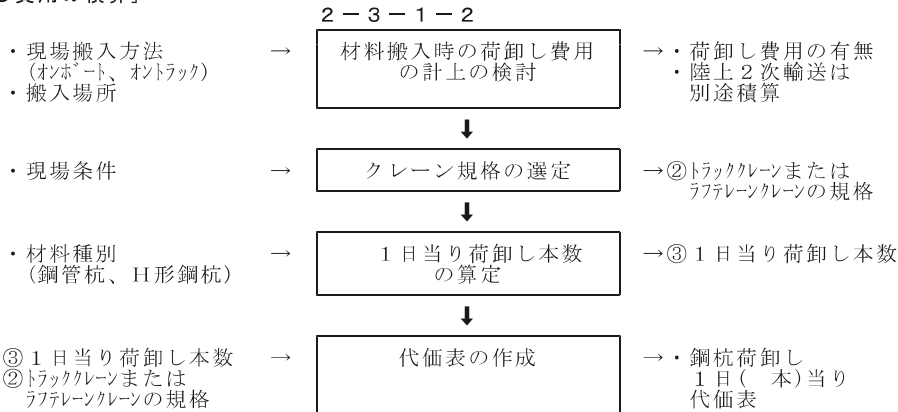 し費用の積算］
２－３－１－２
・現場搬入方法
（ｵﾝﾎﾞｰﾄ、ｵﾝﾄﾗｯｸ）
・搬入場所
→
材料搬入時の荷卸し費用
の計上の検討
→・荷卸し費用の有無
・陸上２次輸送は
別途積算
⬇
・現場条件
→
クレーン規格の選定
→②ﾄﾗｯｸｸﾚｰﾝまたは
ﾗﾌﾃﾚｰﾝｸﾚｰﾝの規格
⬇
・材料種別
（鋼管杭、Ｈ形鋼杭）
→
１日当り荷卸し本数
の算定
→③１日当り荷卸し本数
⬇
③１日当り荷卸し本数
②ﾄﾗｯｸｸﾚｰﾝまたは
ﾗﾌﾃﾚｰﾝｸﾚｰﾝの規格
→
代価表の作成
→・鋼杭荷卸し
１日(　本)当り
代価表